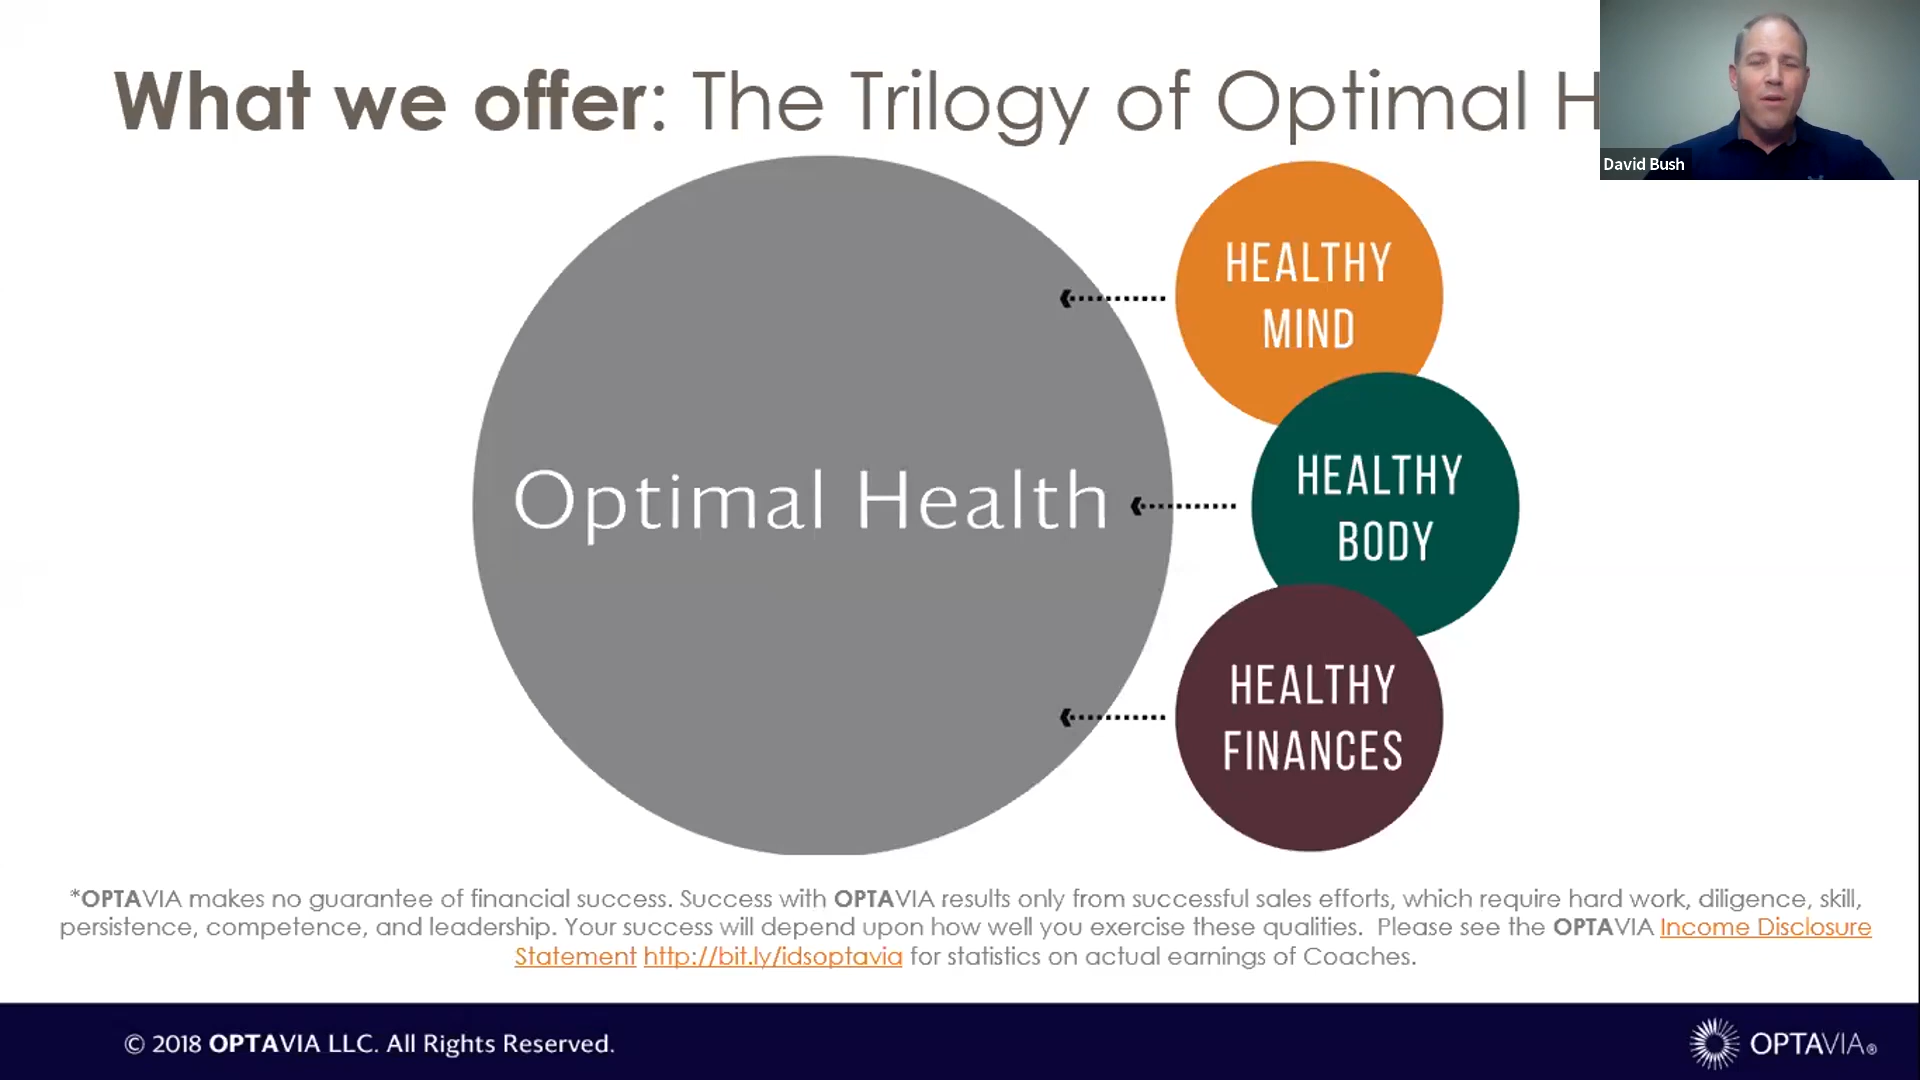 What we offer: The Trilogy of Optimal H
David Bush
HEALTHY
MIND
Optimal Health
HEALTHY
BODY
HEALTHY
FINANCES
*OPTAVIA makes no guarantee of financial success. Success with OPTAVIA results only from successful sales efforts, which require hard work, diligence, skill,
persistence, competence, and leadership. Your success will depend upon how well you exercise these qualities. Please see the OPTAVIA Income Disclosure
Statement http://bit.ly/idsoptavia for statistics on actual earnings of Coaches.
© 2018 OPTAVIA LLC. All Rights Reserved.
OPTAVIA®